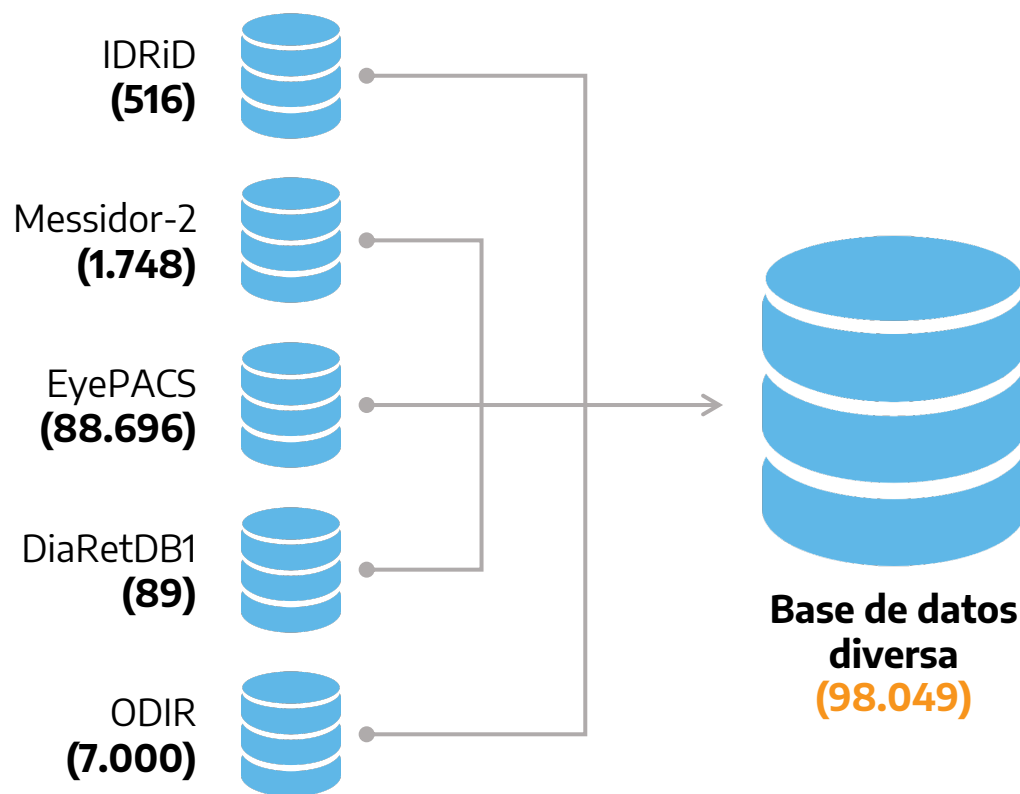 IDRiD
(516)
Messidor-2
(1.748)
EyePACS
(88.696)
DiaRetDB1
(89)
ODIR
(7.000)
Base de datos
diversa
(98.049)